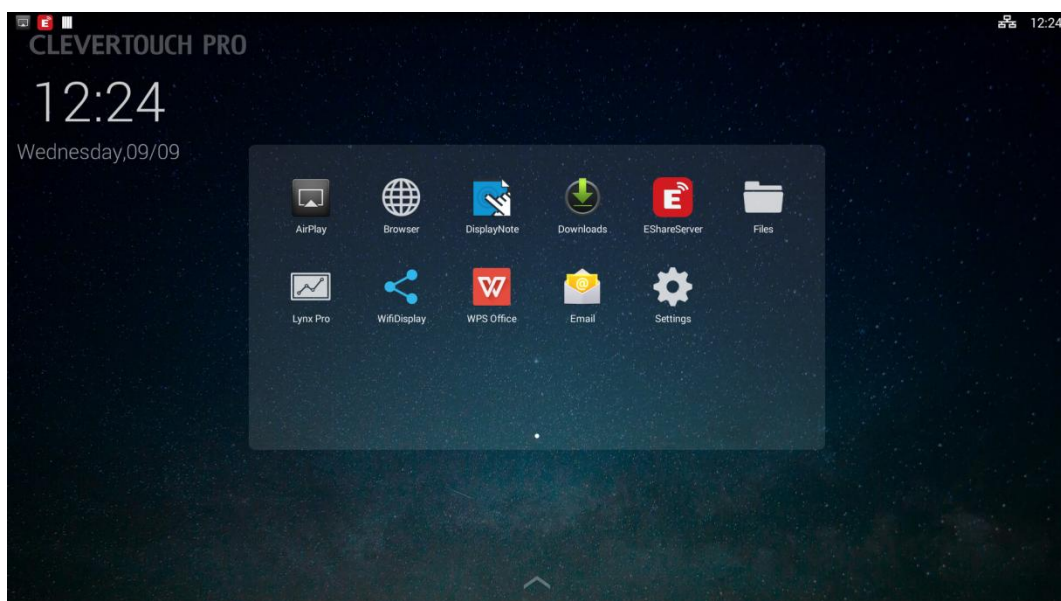 12:24
CLEVERTOUCH PRO
12:24
Wednesday,09/09
AirPlay
Browser
DisplayNote
Downloads
EShareServer
Files
Lynx Pro
WifiDisplay
WPS Office
Email
Settings